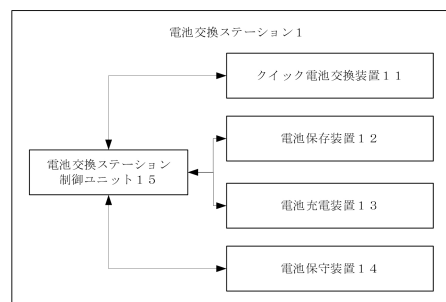 電池交換ステーション１
クイック電池交換装置１１
電池保存装置１２
電池交換ステーション
制御ユニット１５
電池充電装置１３
電池保守装置１４